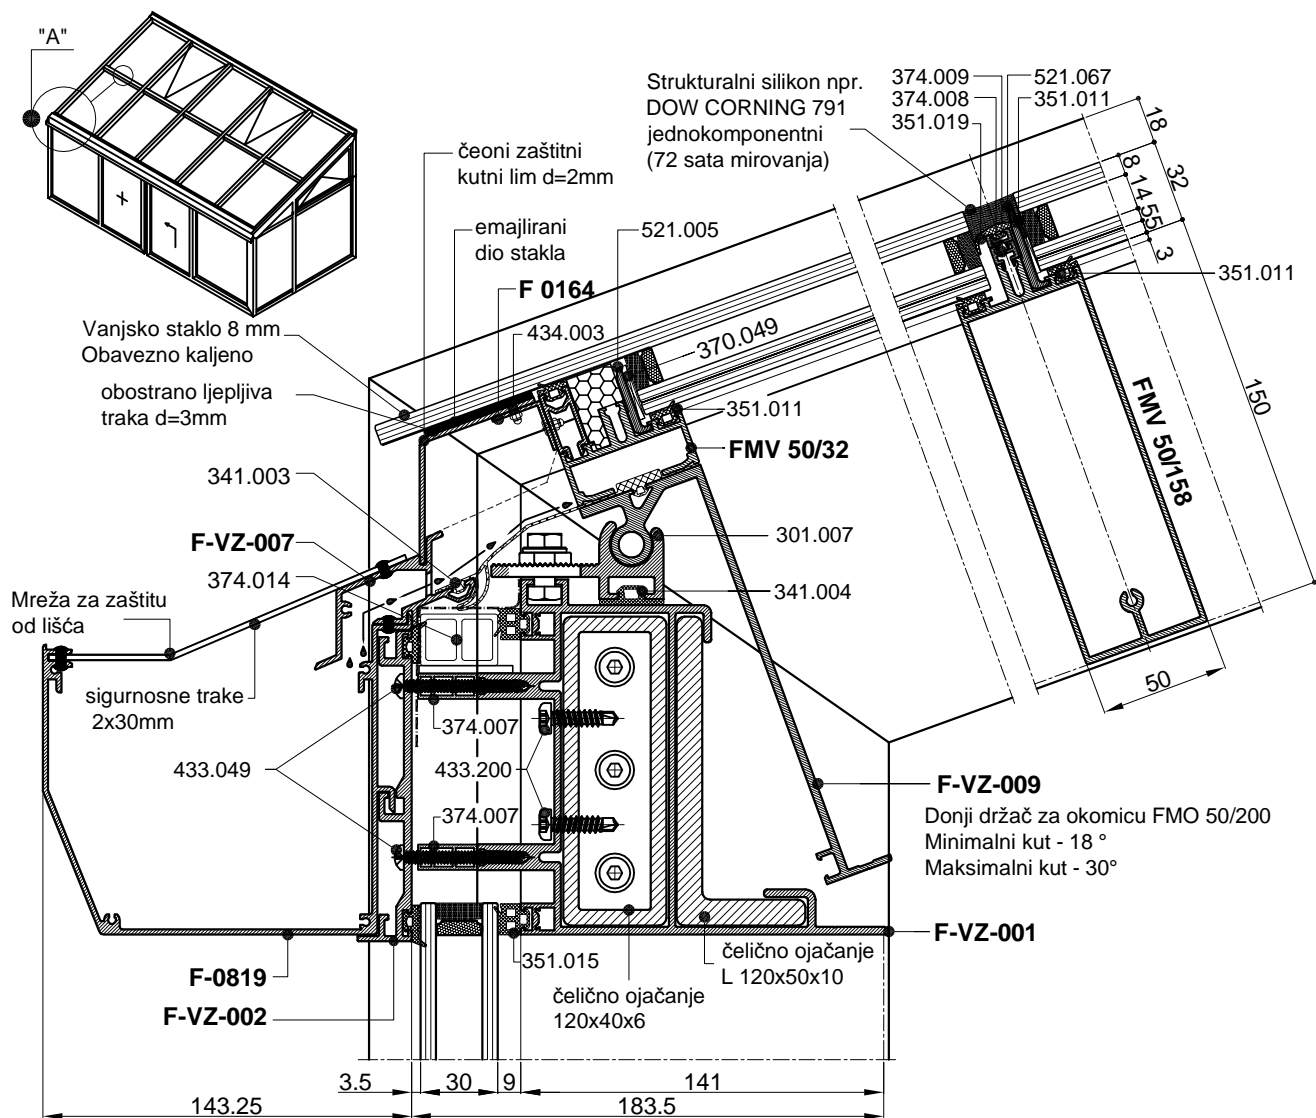 "A"
Strukturalni silikon npr.
DOW CORNING 791
jednokomponentni
(72 sata mirovanja)
374.009
374.008
351.019
521.067
351.011
18
32
8
14
5
5
3
čeoni zaštitni
kutni lim d=2mm
emajlirani
dio stakla
521.005
F 0164
434.003
370.049
351.011
Vanjsko staklo 8 mm
Obavezno kaljeno
obostrano ljepljiva
traka d=3mm
351.011
FMV 50/32
FMV 50/158
150
341.003
F-VZ-007
374.014
301.007
341.004
Mreža za zaštitu
od lišća
sigurnosne trake
2x30mm
50
374.007
433.049
433.200
374.007
F-VZ-009
Donji držač za okomicu FMO 50/200
Minimalni kut - 18 °
Maksimalni kut - 30°
F-VZ-001
351.015
čelično ojačanje
L 120x50x10
čelično ojačanje
120x40x6
F-0819
F-VZ-002
3.5
30
9
141
143.25
183.5